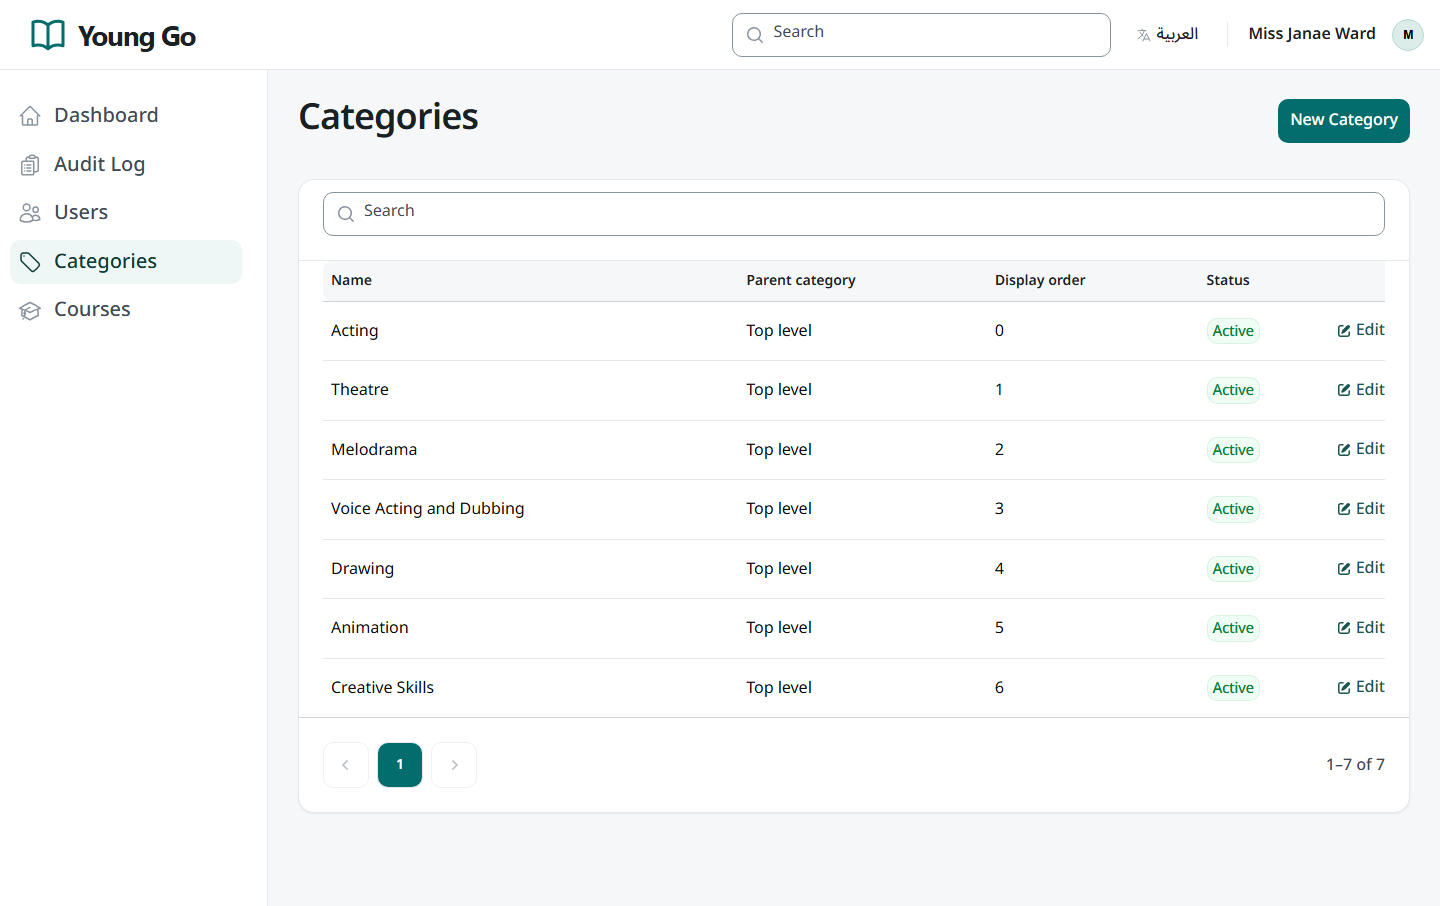 Young Go
Search
العربية
Miss Janae Ward
M
Dashboard
Audit Log
Users
Categories
Courses
Categories
New Category
Search
Name Parent category Display order Status
Acting Top level 0 Active Edit
Theatre Top level 1 Active Edit
Melodrama Top level 2 Active Edit
Voice Acting and Dubbing Top level 3 Active Edit
Drawing Top level 4 Active Edit
Animation Top level 5 Active Edit
Creative Skills Top level 6 Active Edit
1
1–7 of 7